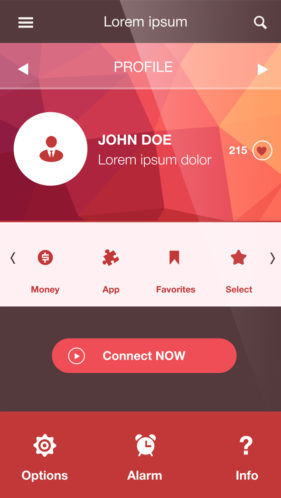 Lorem ipsum
PROFILE
JOHN DOE
Lorem ipsum dolor
215
Money App Favorites Select
Connect NOW
Options Alarm Info